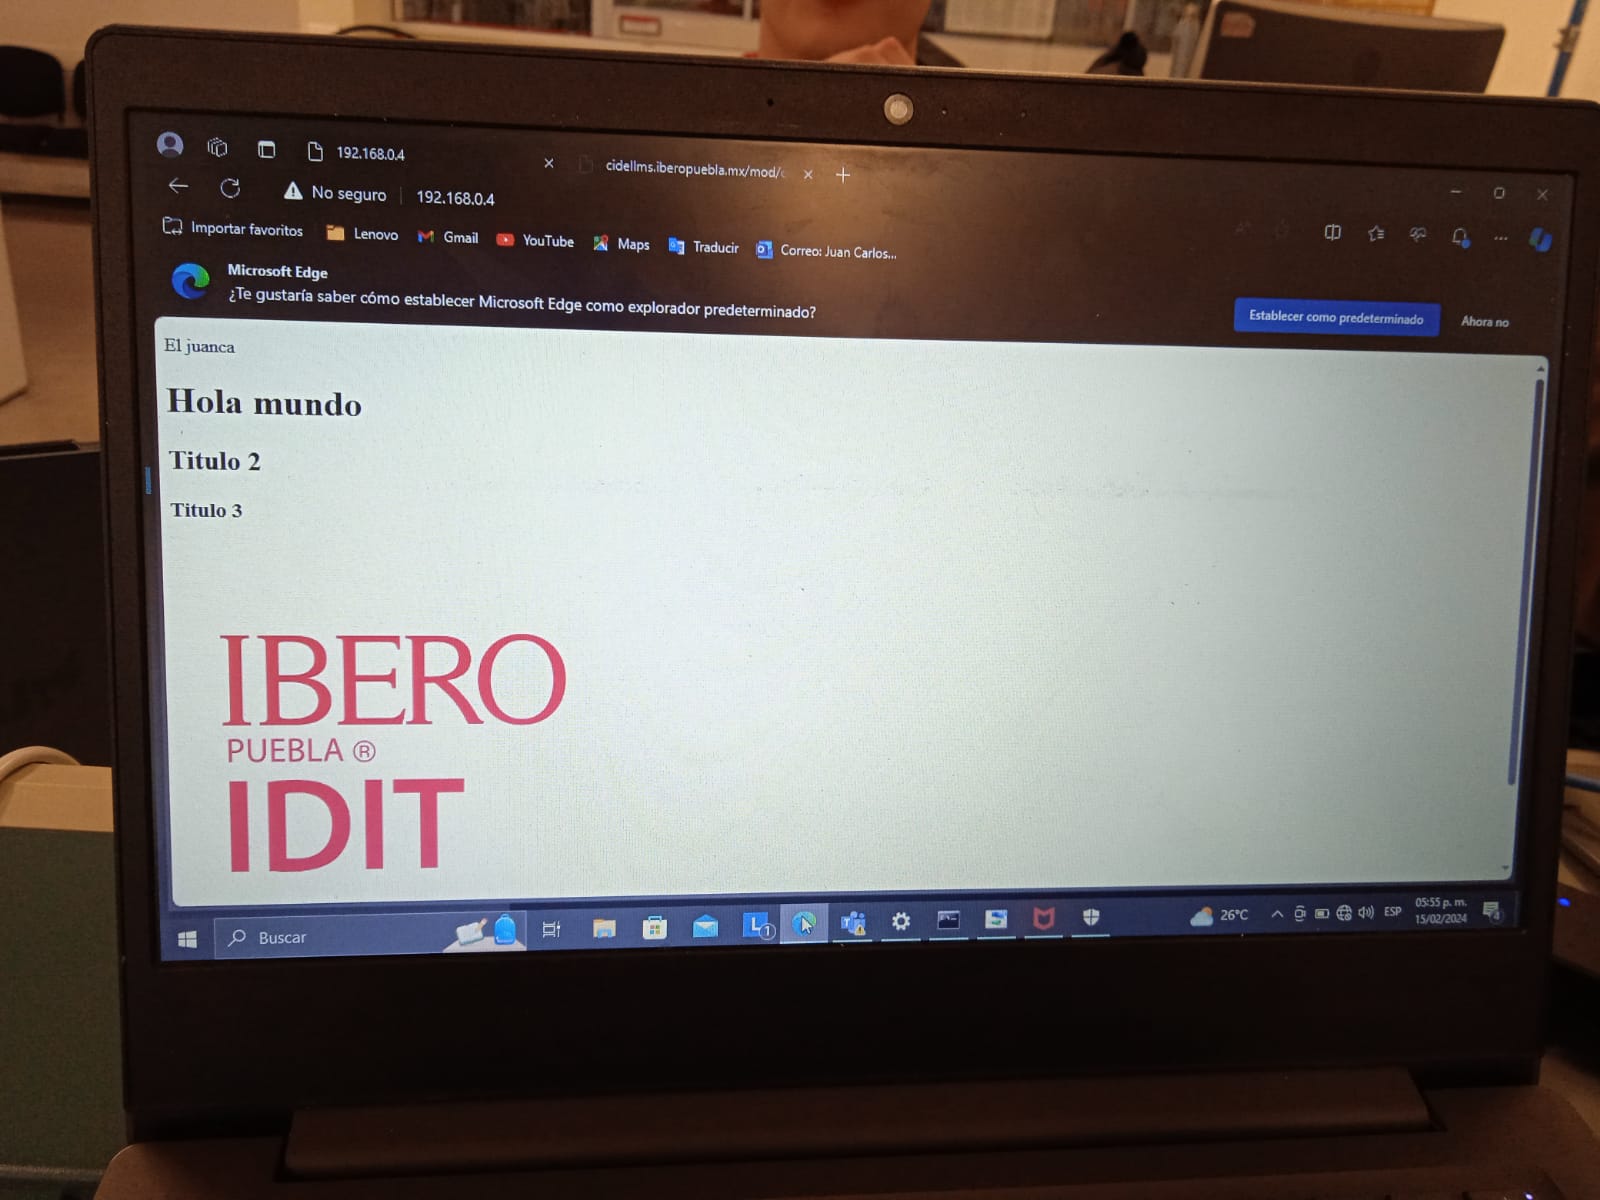 192.168.0.4
cidellms.iberopuebla.mx/mod/
No seguro 192.168.0.4
Importar favoritos Lenovo Gmail YouTube Maps Traducir Correo: Juan Carlos...
Microsoft Edge
¿Te gustaría saber cómo establecer Microsoft Edge como explorador predeterminado?
Establecer como predeterminado Ahora no
El juanca
Hola mundo
Titulo 2
Titulo 3
IBERO
PUEBLA ®
IDIT
Buscar
26°C
ESP
05:55 p. m.
15/02/2024